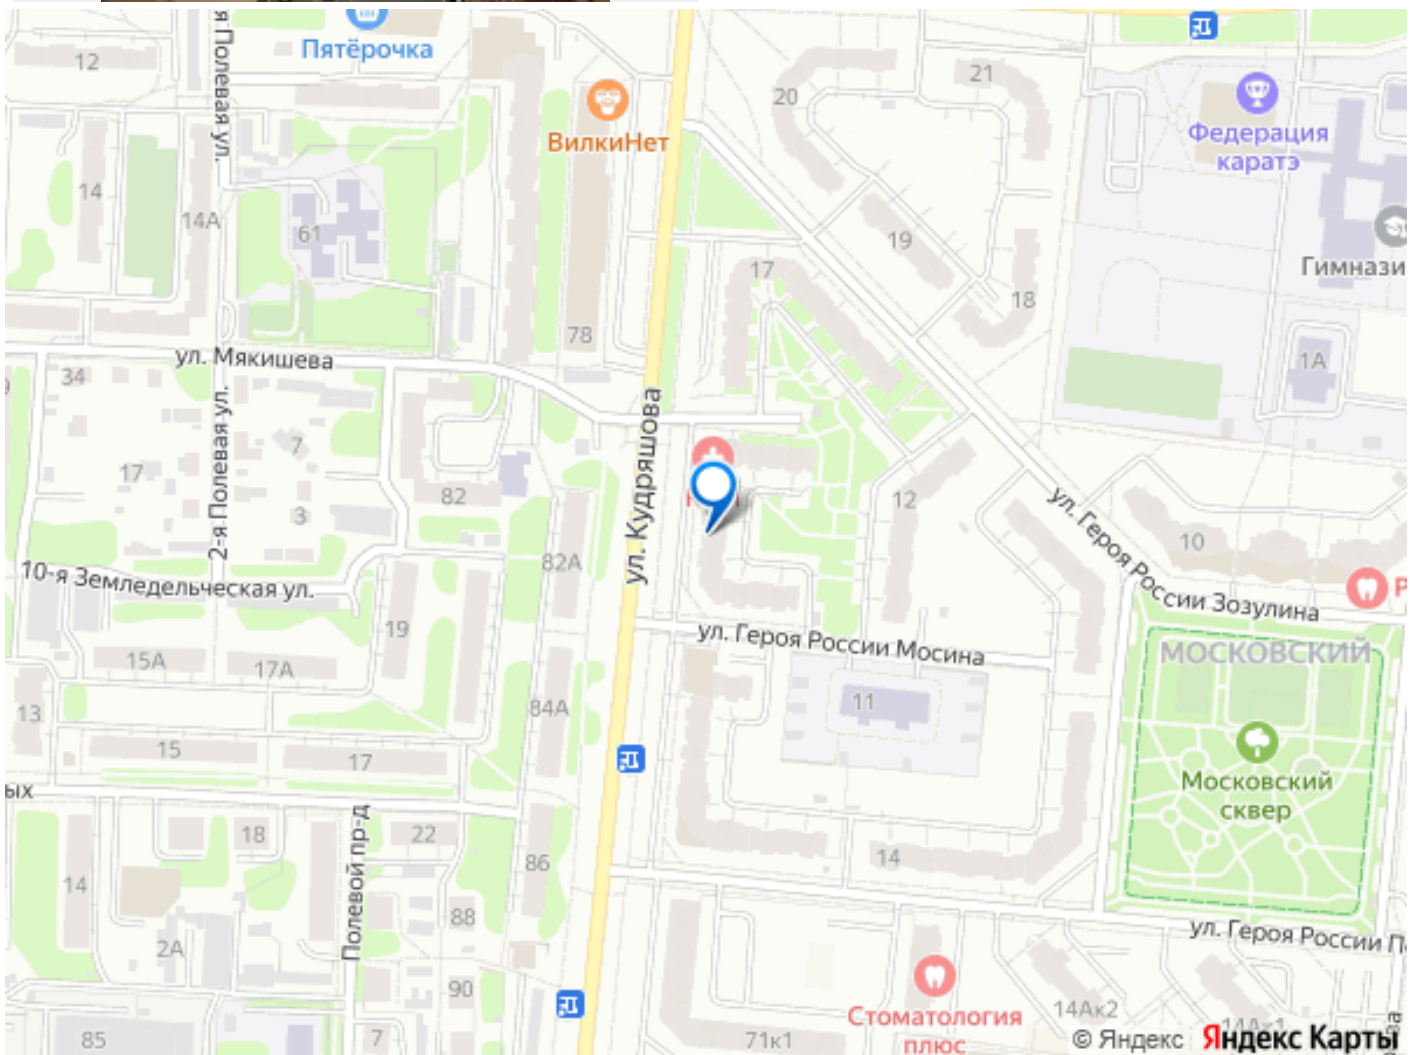 Пятёрочка
12
я Полевая ул.
ВилкиНет
20
21
Федерация
каратэ
14
14А
61
19
17
Гимнази
18
78
1А
ул. Мякишева
34
2-я Полевая ул.
7
17
3
82
ул. Кудряшова
12
ул. Героя России Зозулина
10
82А
10-я Земледельческая ул.
19
ул. Героя России Мосина
МОСКОВСКИЙ
15А
17А
11
13
84А
15
17
Московский
сквер
ых
18
22
Полевой пр-д
86
14
14
88
2А
ул. Героя России П
90
Стоматология
плюс
14Ак2
14Ак1
85
7
71к1
ва
© Яндекс Яндекс Карты